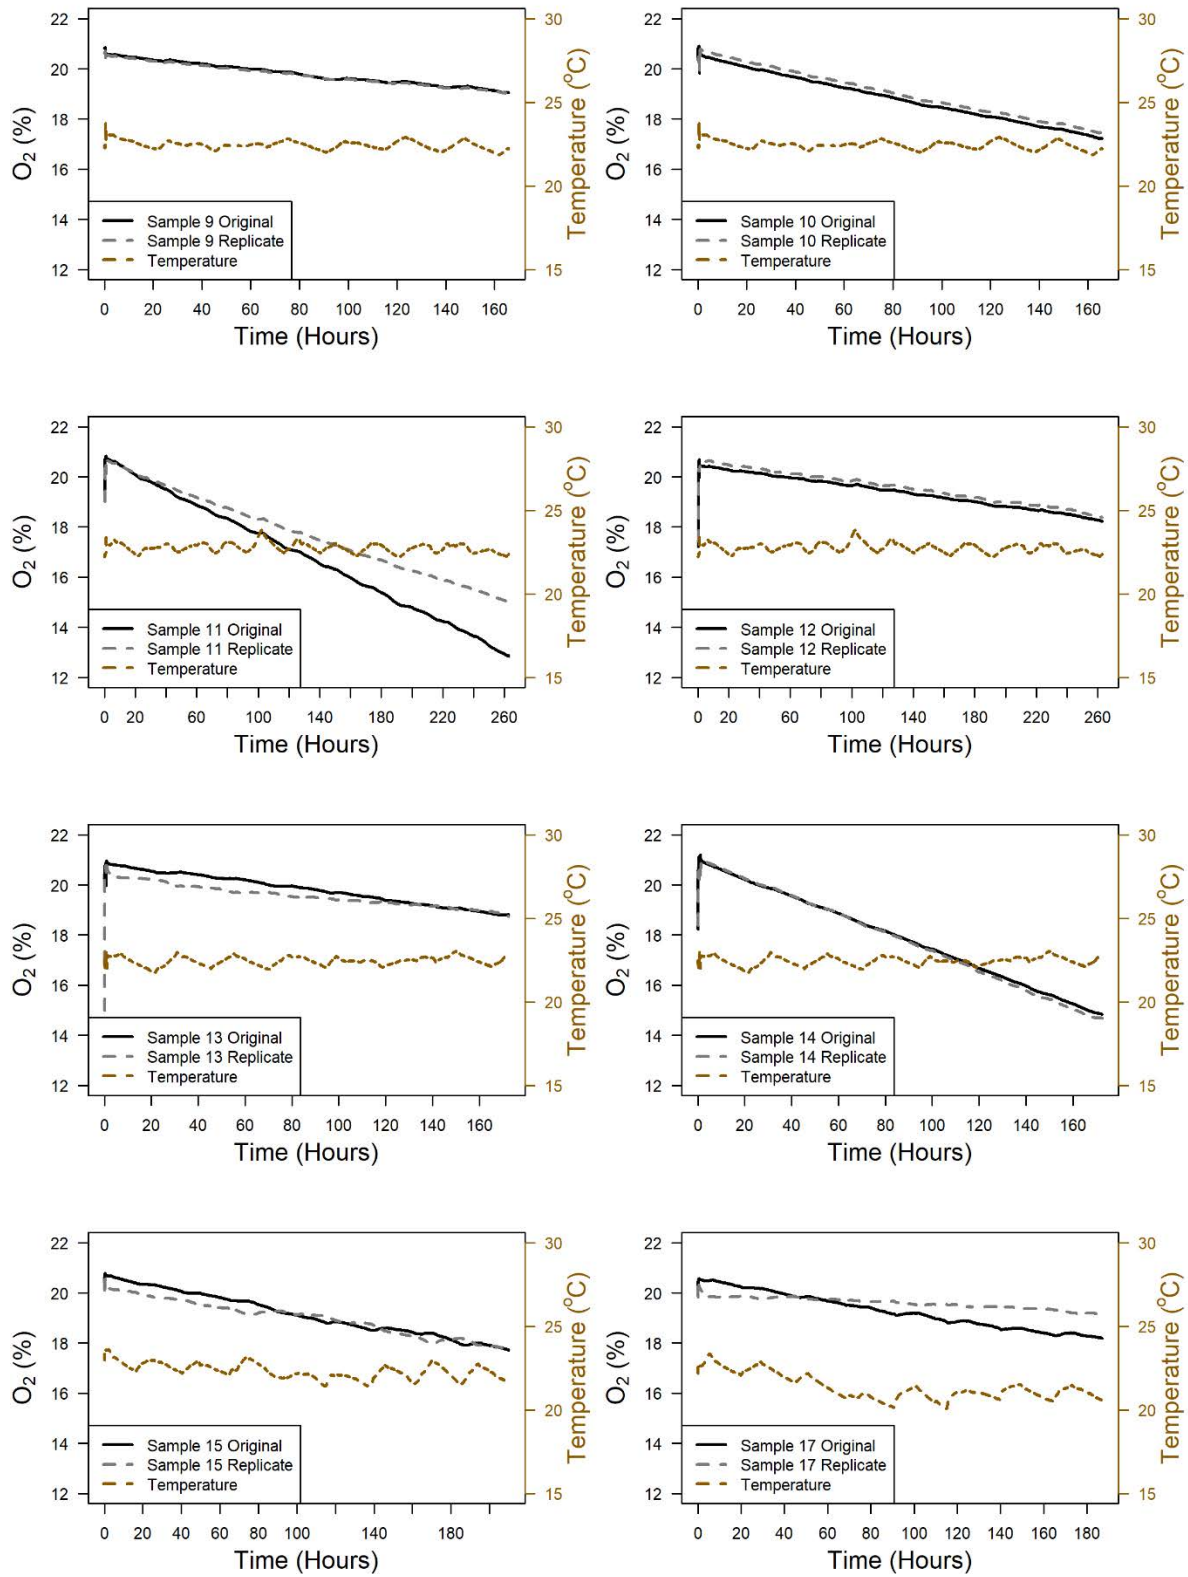 22
20
18
16
14
12
O2 (%)
30
25
20
15
Temperature (°C)
Sample 9 Original
Sample 9 Replicate
Temperature
0 20 40 60 80 100 120 140 160
Time (Hours)
22
20
18
16
14
12
O2 (%)
30
25
20
15
Temperature (°C)
Sample 10 Original
Sample 10 Replicate
Temperature
0 20 40 60 80 100 120 140 160
Time (Hours)
22
20
18
16
14
12
O2 (%)
30
25
20
15
Temperature (°C)
Sample 11 Original
Sample 11 Replicate
Temperature
0 20 60 100 140 180 220 260
Time (Hours)
22
20
18
16
14
12
O2 (%)
30
25
20
15
Temperature (°C)
Sample 12 Original
Sample 12 Replicate
Temperature
0 20 60 100 140 180 220 260
Time (Hours)
22
20
18
16
14
12
O2 (%)
30
25
20
15
Temperature (°C)
Sample 13 Original
Sample 13 Replicate
Temperature
0 20 40 60 80 100 120 140 160
Time (Hours)
22
20
18
16
14
12
O2 (%)
30
25
20
15
Temperature (°C)
Sample 14 Original
Sample 14 Replicate
Temperature
0 20 40 60 80 100 120 140 160
Time (Hours)
22
20
18
16
14
12
O2 (%)
30
25
20
15
Temperature (°C)
Sample 15 Original
Sample 15 Replicate
Temperature
0 20 40 60 80 100 140 180
Time (Hours)
22
20
18
16
14
12
O2 (%)
30
25
20
15
Temperature (°C)
Sample 17 Original
Sample 17 Replicate
Temperature
0 20 40 60 80 100 120 140 160 180
Time (Hours)